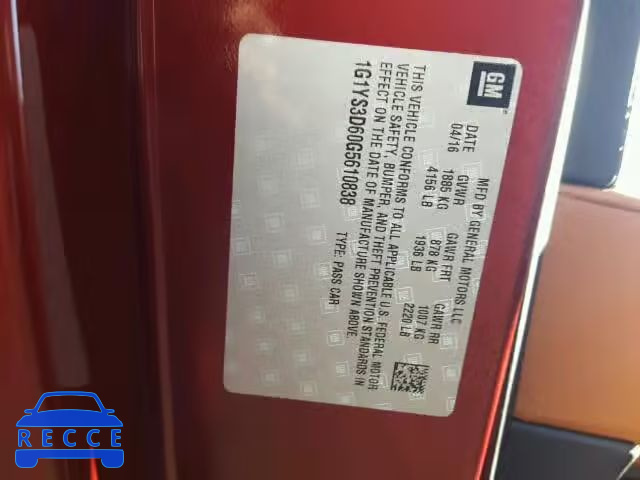 GM
MFD BY GENERAL MOTORS LLC
DATE GVWR GAWR FRT GAWR RR
04/16 1885 KG 878 KG 1007 KG
4156 LB 1936 LB 2220 LB
THIS VEHICLE CONFORMS TO ALL APPLICABLE U.S. FEDERAL MOTOR
VEHICLE SAFETY, BUMPER, AND THEFT PREVENTION STANDARDS IN
EFFECT ON THE DATE OF MANUFACTURE SHOWN ABOVE.
1G1YS3D60G5610838 TYPE: PASS CAR
RECCE